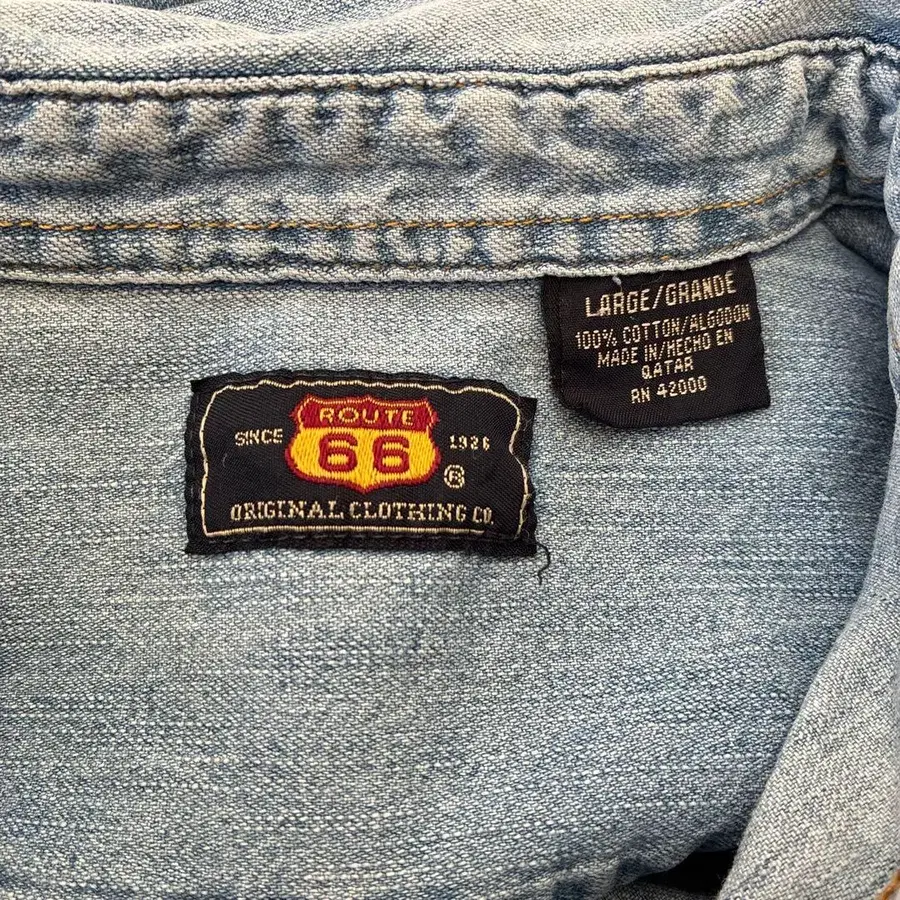 LARGE/GRANDE
100% COTTON/ALGODON
MADE IN/HECHO EN
QATAR
RN 42000
ROUTE
SINCE 66 1926
®
ORIGINAL CLOTHING CO.